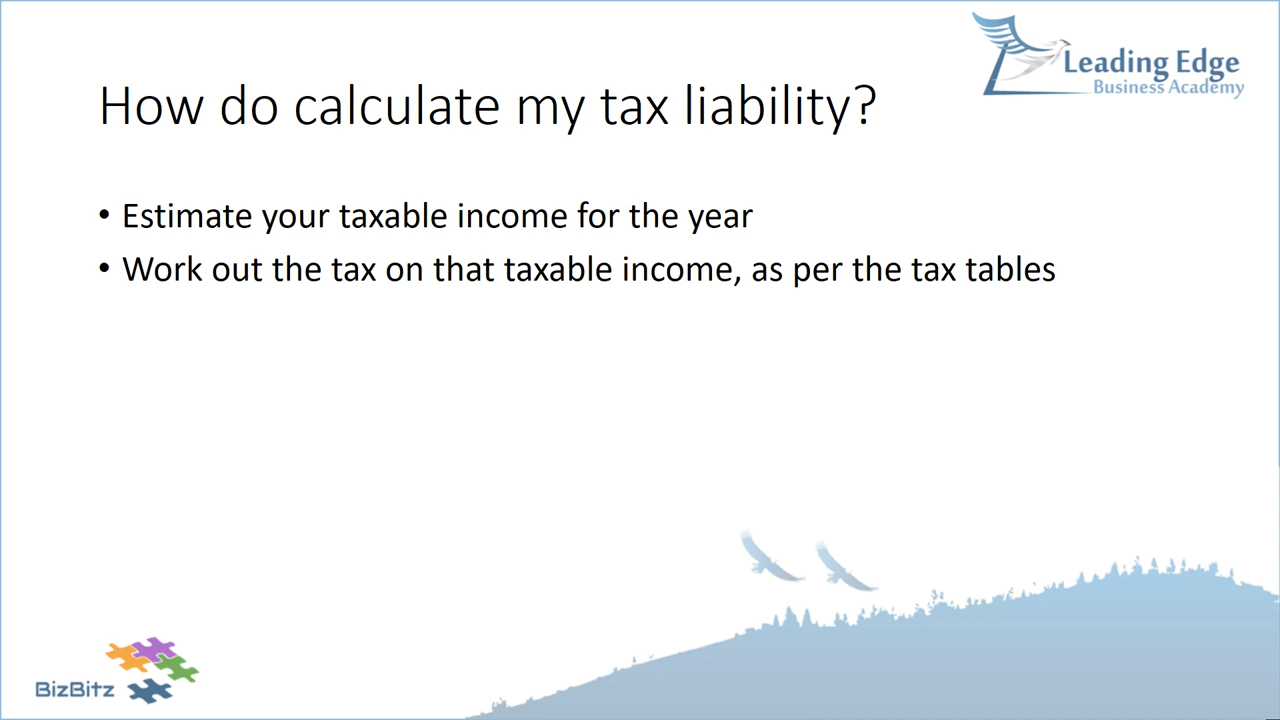 Leading Edge
Business Academy
How do calculate my tax liability?
• Estimate your taxable income for the year
• Work out the tax on that taxable income, as per the tax tables
BizBitz